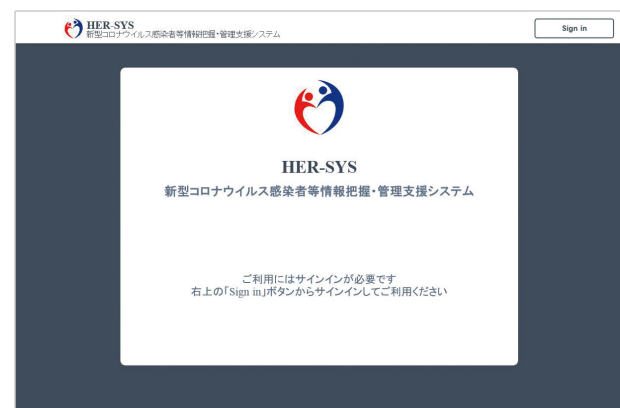 HER-SYS
新型コロナウイルス感染者等情報把握・管理支援システム
Sign in
HER-SYS
新型コロナウイルス感染者等情報把握・管理支援システム
ご利用にはサインインが必要です
右上の「Sign in」ボタンからサインインしてご利用ください